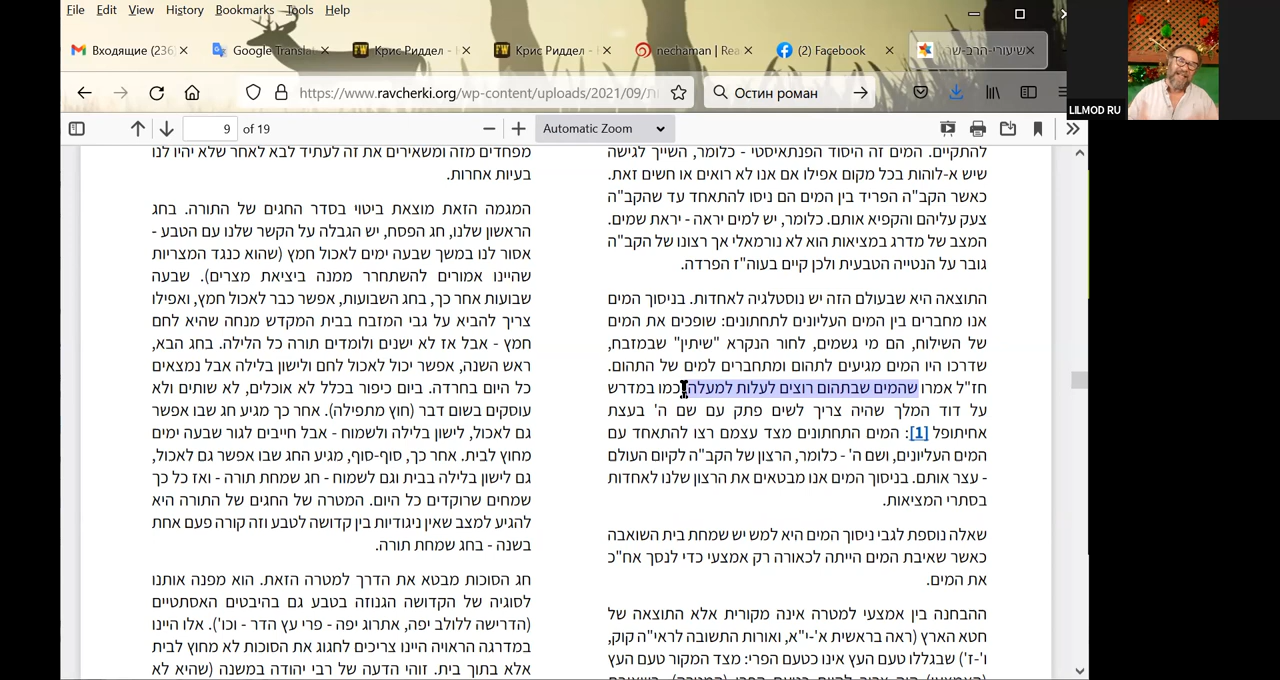 File Edit View History Bookmarks Tools Help
Входящие (236) Google Transla Крис Риддел — К Крис Риддел — К nechaman | Rea (2) Facebook שיעורי-הרב-שר
https://www.ravcherki.org/wp-content/uploads/2021/09/ Остин роман
LILMOD RU
9 of 19 Automatic Zoom
להתקיים. המים זה היסוד הפנתאיסטי - כלומר, השייך לגישה
שיש א-לוהות בכל מקום אפילו אם אנו לא רואים או חשים זאת.
כאשר הקב"ה הפריד בין המים הם ניסו להתאחד עד שהקב"ה
צעק עליהם והקפיא אותם. כלומר, יש למים יראה - יראת שמים.
המצב של מדרג במציאות הוא לא נורמאלי אך רצונו של הקב"ה
גובר על הנטייה הטבעית ולכן קיים בעוה"ז הפרדה.
התוצאה היא שבעולם הזה יש נוסטלגיה לאחדות. בניסוך המים
אנו מחברים בין המים העליונים לתחתונים: שופכים את המים
של השילוח, הם מי גשמים, לחור הנקרא "שיתין" שבמזבח,
שדרכו היו המים מגיעים לתהום ומתחברים למים של התהום.
חז"ל אמרו שהמים שבתהום רוצים לעלות למעלה כמו במדרש
על דוד המלך שהיה צריך לשים פתק עם שם ה' בעצת
אחיתופל [1]: המים התחתונים מצד עצמם רצו להתאחד עם
המים העליונים, ושם ה' - כלומר, הרצון של הקב"ה לקיום העולם
- עצר אותם. בניסוך המים אנו מבטאים את הרצון שלנו לאחדות
בסתרי המציאות.
שאלה נוספת לגבי ניסוך המים היא למש יש שמחת בית השואבה
כאשר שאיבת המים הייתה לכאורה רק אמצעי כדי לנסך אח"כ
את המים.
ההבחנה בין אמצעי למטרה אינה מקורית אלא התוצאה של
חטא הארץ (ראה בראשית א'-י"א, ואורות התשובה לראי"ה קוק,
ו'-ז') שבגללו טעם העץ אינו כטעם הפרי: מצד המקור טעם העץ
מפחדים מזה ומשאירים את זה לעתיד לבא לאחר שלא יהיו לנו
בעיות אחרות.
המגמה הזאת מוצאת ביטוי בסדר החגים של התורה. בחג
הראשון שלנו, חג הפסח, יש הגבלה על הקשר שלנו עם הטבע -
אסור לנו במשך שבעה ימים לאכול חמץ (שהוא כנגד המצריות
שהיינו אמורים להשתחרר ממנה ביציאת מצרים). שבעה
שבועות אחר כך, בחג השבועות, אפשר כבר לאכול חמץ, ואפילו
צריך להביא על גבי המזבח בבית המקדש מנחה שהיא לחם
חמץ - אבל אז לא ישנים ולומדים תורה כל הלילה. בחג הבא,
ראש השנה, אפשר יכול לאכול לחם ולישון בלילה אבל נמצאים
כל היום בחרדה. ביום כיפור בכלל לא אוכלים, לא שותים ולא
עוסקים בשום דבר (חוץ מתפילה). אחר כך מגיע חג שבו אפשר
גם לאכול, לישון בלילה ולשמוח - אבל חייבים לגור שבעה ימים
מחוץ לבית. אחר כך, סוף-סוף, מגיע החג שבו אפשר גם לאכול,
גם לישון בלילה בבית וגם לשמוח - חג שמחת תורה - ואז כל כך
שמחים שרוקדים כל היום. המטרה של החגים של התורה היא
להגיע למצב שאין ניגודיות בין קדושה לטבע וזה קורה פעם אחת
בשנה - בחג שמחת תורה.
חג הסוכות מבטא את הדרך למטרה הזאת. הוא מפנה אותנו
לסוגיה של הקדושה הגנוזה בטבע גם בהיבטים האסתטיים
(הדרישה ללולב יפה, אתרוג יפה - פרי עץ הדר - וכו'). אלו היינו
במדרגה הראויה היינו צריכים לחגוג את הסוכות לא מחוץ לבית
אלא בתוך בית. זוהי הדעה של רבי יהודה במשנה (שהיא לא